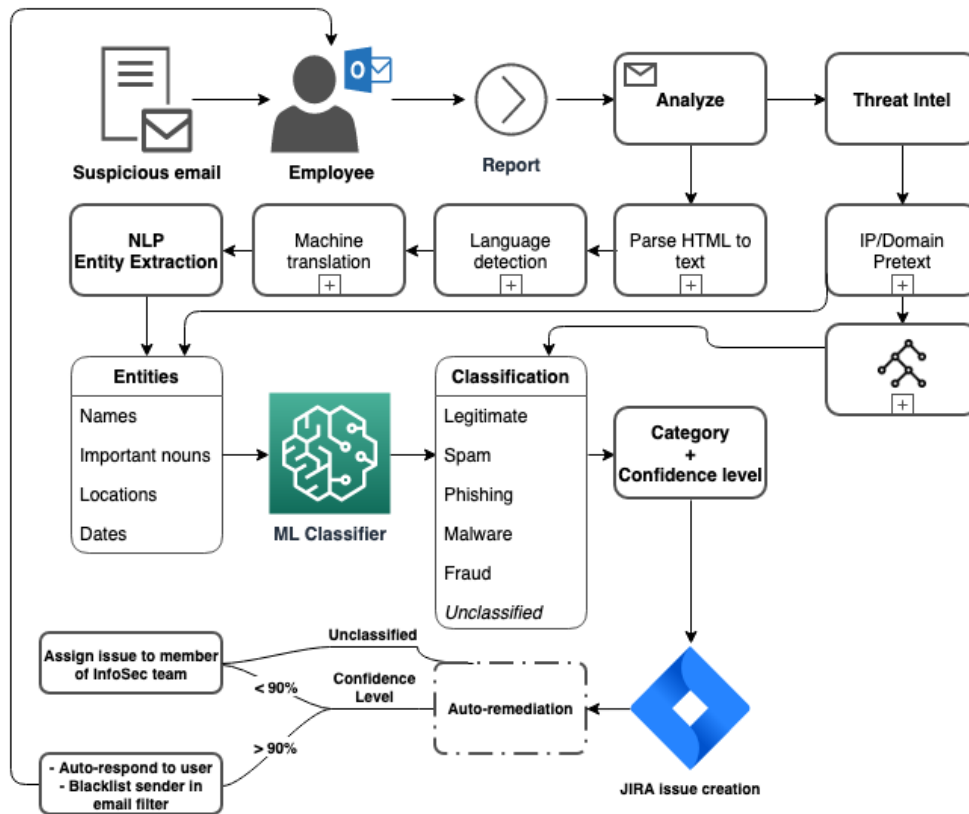 Suspicious email
Employee
Report
Analyze
Threat Intel
NLP
Entity Extraction
Machine
translation
Language
detection
Parse HTML to
text
IP/Domain
Pretext
Entities
Names
Important nouns
Locations
Dates
ML Classifier
Classification
Legitimate
Spam
Phishing
Malware
Fraud
Unclassified
Category
+
Confidence level
JIRA issue creation
Auto-remediation
Unclassified
Confidence
Level
< 90%
> 90%
Assign issue to member
of InfoSec team
- Auto-respond to user
- Blacklist sender in
email filter